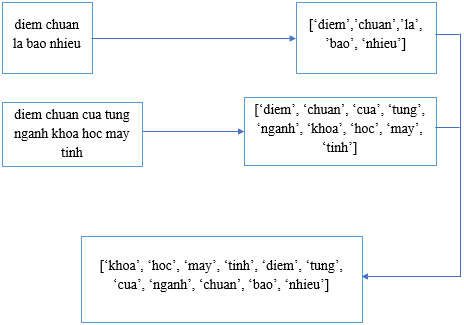 diem chuan
la bao nhieu
[‘diem’,’chuan’,’la’,
’bao’, ‘nhieu’]
diem chuan cua tung
nganh khoa hoc may
tinh
[‘diem’, ‘chuan’, ‘cua’, ‘tung’,
‘nganh’, ‘khoa’, ‘hoc’, ‘may’,
‘tinh’]
[‘khoa’, ‘hoc’, ‘may’, ‘tinh’, ‘diem’, ‘tung’,
‘cua’, ‘nganh’, ‘chuan’, ‘bao’, ‘nhieu’]